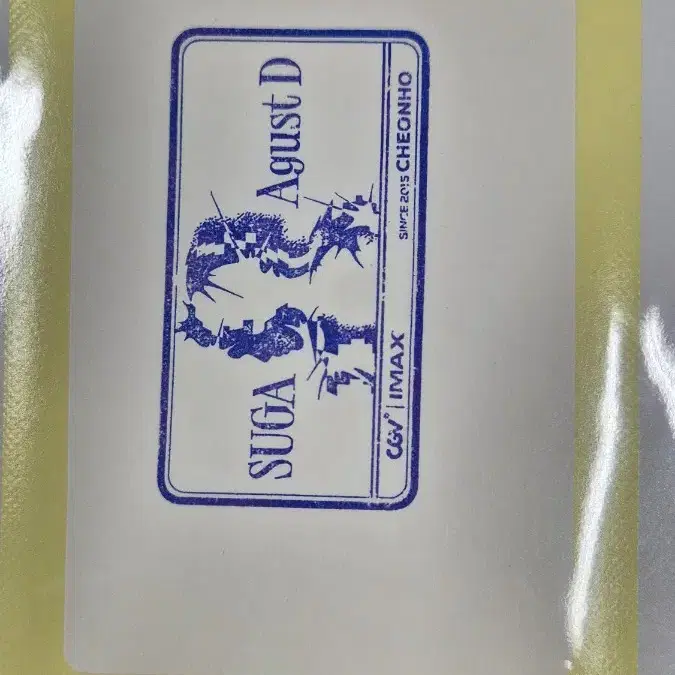 SUGA Agust D
CGV | IMAX SINCE 2015 CHEONHO